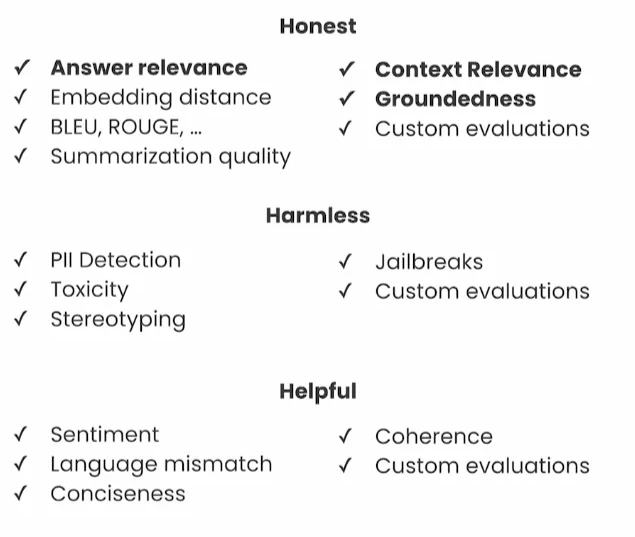 Honest
✓ Answer relevance
✓ Embedding distance
✓ BLEU, ROUGE, ...
✓ Summarization quality
✓ Context Relevance
✓ Groundedness
✓ Custom evaluations
Harmless
✓ PII Detection
✓ Toxicity
✓ Stereotyping
✓ Jailbreaks
✓ Custom evaluations
Helpful
✓ Sentiment
✓ Language mismatch
✓ Conciseness
✓ Coherence
✓ Custom evaluations